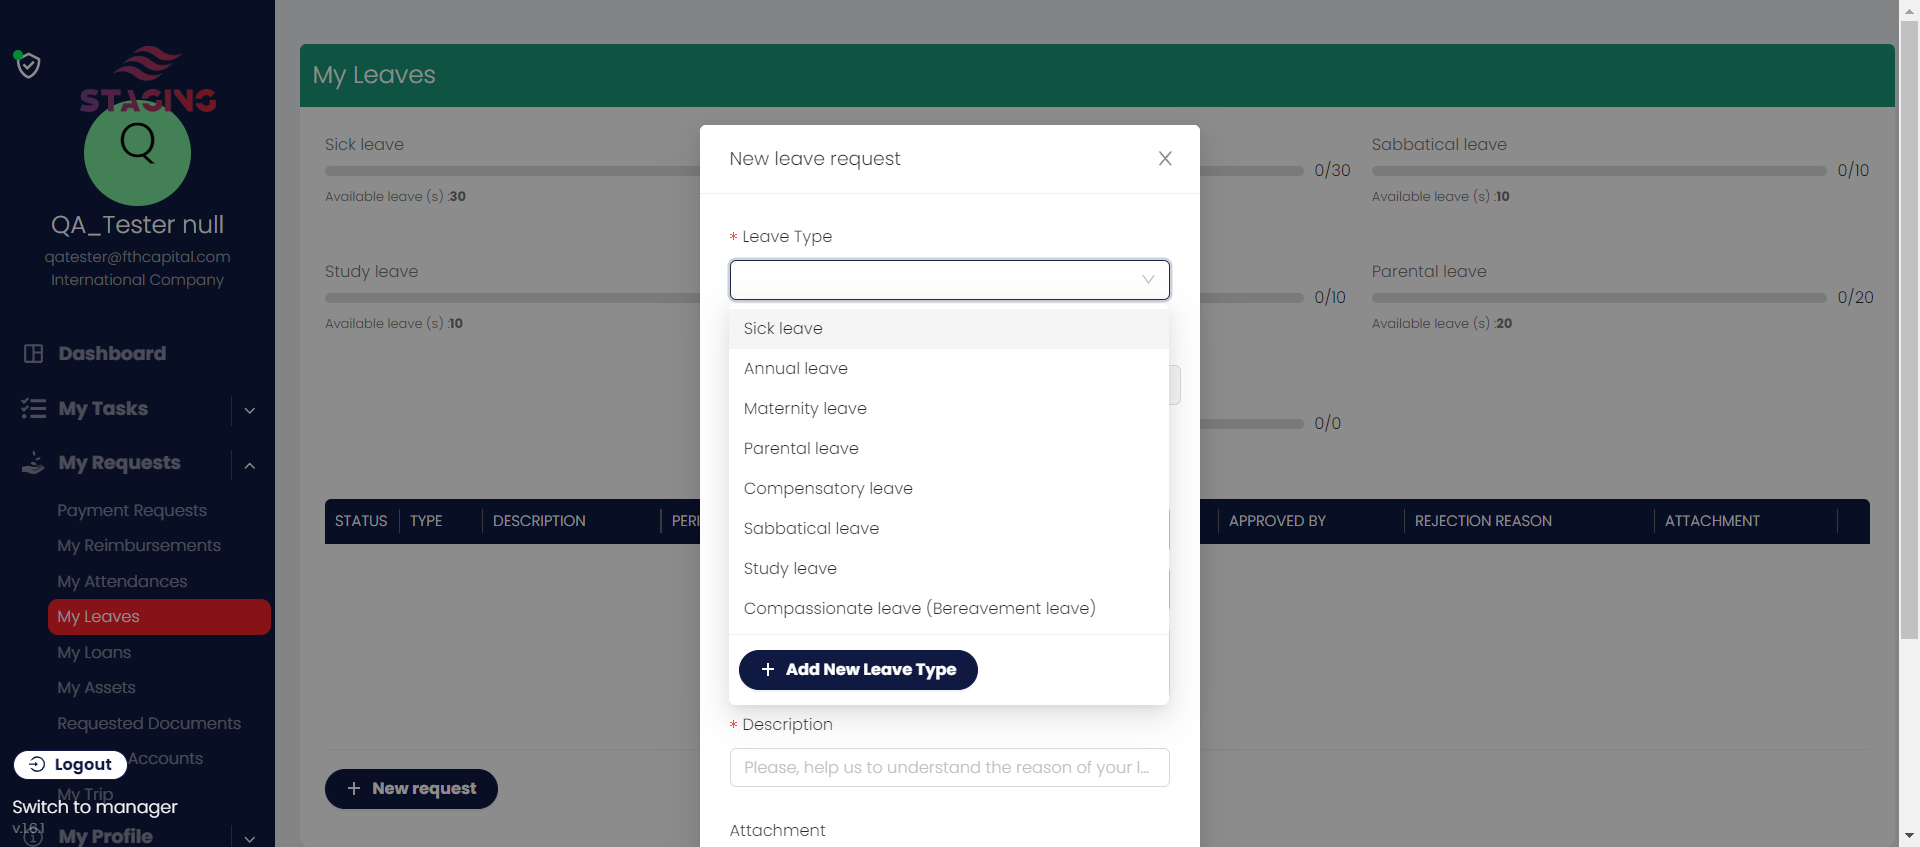 STAGING
Q
QA_Tester null
qatester@fthcapital.com
International Company
Dashboard
My Tasks
My Requests
Payment Requests
My Reimbursements
My Attendances
My Leaves
My Loans
My Assets
Requested Documents
Accounts
Logout
My Trip
Switch to manager
v.1.6.1
My Profile
My Leaves
Sick leave
0/30
Available leave (s) :30
Sabbatical leave
0/10
Available leave (s) :10
Study leave
0/10
Available leave (s) :10
Parental leave
0/20
Available leave (s) :20
0/0
STATUS TYPE DESCRIPTION PERI APPROVED BY REJECTION REASON ATTACHMENT
+ New request
New leave request
* Leave Type
Sick leave
Annual leave
Maternity leave
Parental leave
Compensatory leave
Sabbatical leave
Study leave
Compassionate leave (Bereavement leave)
+ Add New Leave Type
* Description
Please, help us to understand the reason of your l...
Attachment